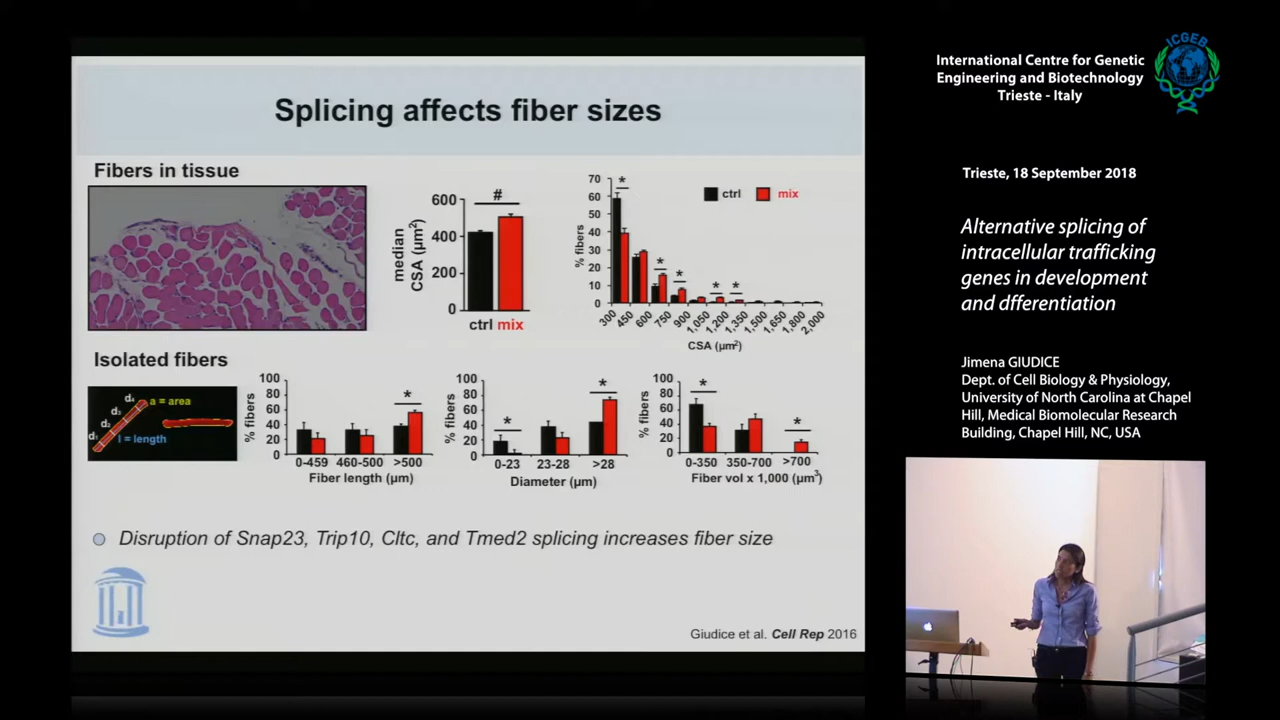 Splicing affects fiber sizes
Fibers in tissue
600
400
200
0
median
CSA (µm²)
#
ctrl mix
70
60
50
40
30
20
10
0
% fibers
* * * * *
ctrl mix
300 450 600 750 900 1,050 1,200 1,350 1,500 1,650 1,800 2,000
CSA (µm²)
Isolated fibers
d₁ d₂ d₃ d₄
a = area
l = length
100
80
60
40
20
0
% fibers
*
0-459 460-500 >500
Fiber length (µm)
100
80
60
40
20
0
% fibers
* *
0-23 23-28 >28
Diameter (µm)
100
80
60
40
20
0
% fibers
* *
0-350 350-700 >700
Fiber vol x 1,000 (µm³)
Disruption of Snap23, Trip10, Cltc, and Tmed2 splicing increases fiber size
Giudice et al. Cell Rep 2016
International Centre for Genetic
Engineering and Biotechnology
Trieste - Italy
ICGEB
Trieste, 18 September 2018
Alternative splicing of
intracellular trafficking
genes in development
and dfferentiation
Jimena GIUDICE
Dept. of Cell Biology & Physiology,
University of North Carolina at Chapel
Hill, Medical Biomolecular Research
Building, Chapel Hill, NC, USA